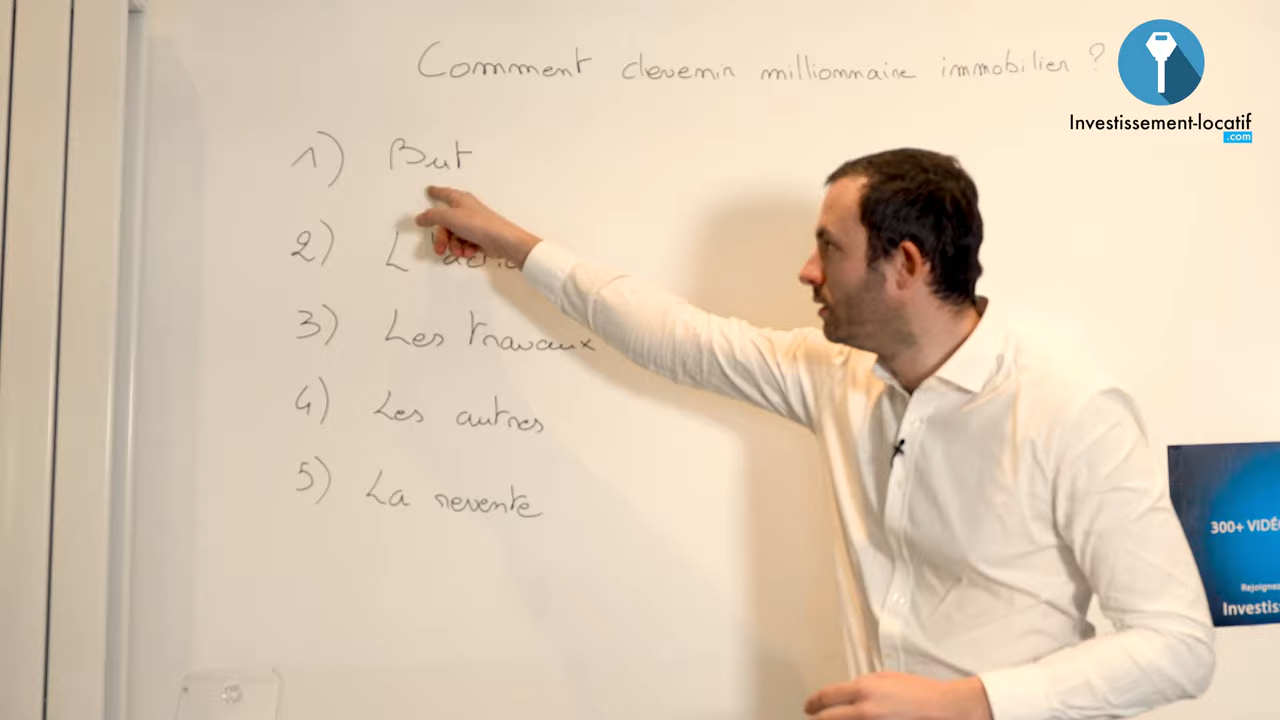 Comment devenir millionnaire immobilier ?
Investissement-locatif
.com
1) But
2) L'
3) Les travaux
4) Les autres
5) La revente
300+